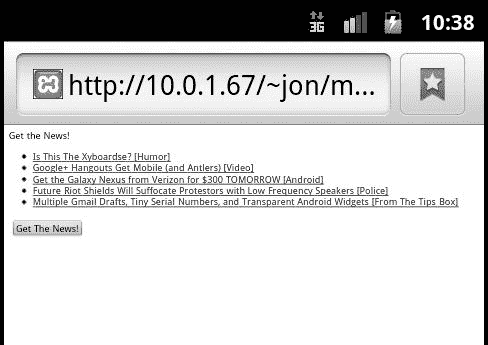 3G
10:38
http://10.0.1.67/~jon/m...
Get the News!
Is This The Xyboardse? [Humor]
Google+ Hangouts Get Mobile (and Antlers) [Video]
Get the Galaxy Nexus from Verizon for $300 TOMORROW [Android]
Future Riot Shields Will Suffocate Protestors with Low Frequency Speakers [Police]
Multiple Gmail Drafts, Tiny Serial Numbers, and Transparent Android Widgets [From The Tips Box]
Get The News!